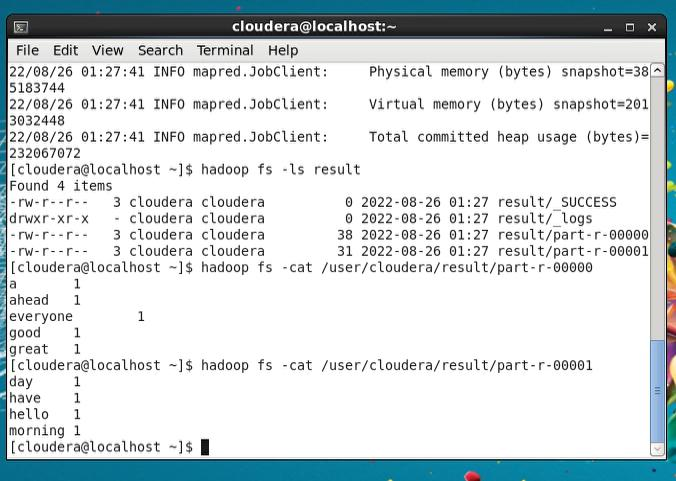 cloudera@localhost:~
File Edit View Search Terminal Help
22/08/26 01:27:41 INFO mapred.JobClient:     Physical memory (bytes) snapshot=38
5183744
22/08/26 01:27:41 INFO mapred.JobClient:     Virtual memory (bytes) snapshot=201
3032448
22/08/26 01:27:41 INFO mapred.JobClient:     Total committed heap usage (bytes)=
232067072
[cloudera@localhost ~]$ hadoop fs -ls result
Found 4 items
-rw-r--r--   3 cloudera cloudera          0 2022-08-26 01:27 result/_SUCCESS
drwxr-xr-x   - cloudera cloudera          0 2022-08-26 01:27 result/_logs
-rw-r--r--   3 cloudera cloudera         38 2022-08-26 01:27 result/part-r-00000
-rw-r--r--   3 cloudera cloudera         31 2022-08-26 01:27 result/part-r-00001
[cloudera@localhost ~]$ hadoop fs -cat /user/cloudera/result/part-r-00000
a       1
ahead   1
everyone        1
good    1
great   1
[cloudera@localhost ~]$ hadoop fs -cat /user/cloudera/result/part-r-00001
day     1
have    1
hello   1
morning 1
[cloudera@localhost ~]$